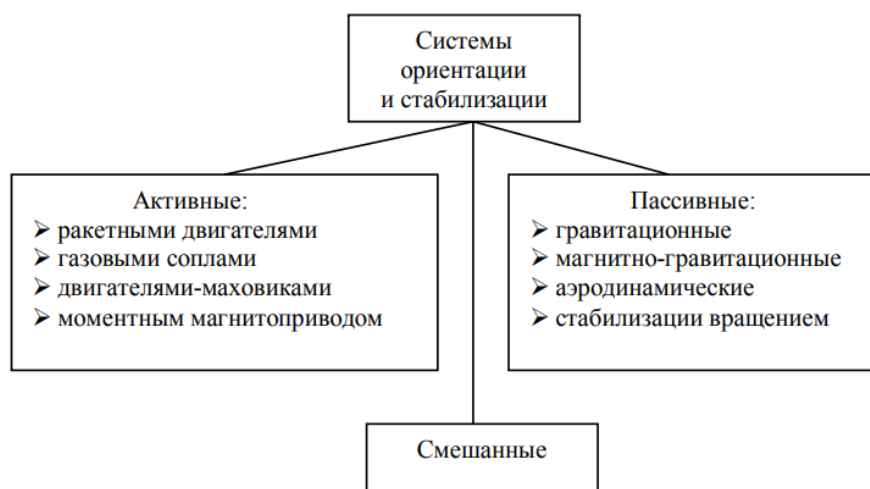 Системы
ориентации
и стабилизации
Активные:
➢ ракетными двигателями
➢ газовыми соплами
➢ двигателями-маховиками
➢ моментным магнитоприводом
Пассивные:
➢ гравитационные
➢ магнитно-гравитационные
➢ аэродинамические
➢ стабилизации вращением
Смешанные